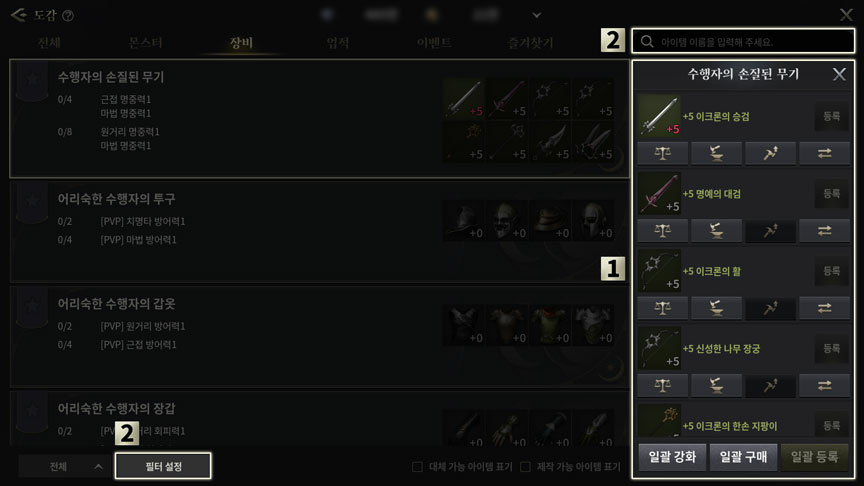 도감
전체 몬스터 장비 업적 이벤트 즐겨찾기
2
아이템 이름을 입력해 주세요.
수행자의 손질된 무기
0/4 근접 명중력1
마법 명중력1
0/8 원거리 명중력1
마법 명중력1
+5 +5 +5 +5
+5 +5 +5 +5
어리숙한 수행자의 투구
0/2 [PVP] 치명타 방어력1
0/4 [PVP] 마법 방어력1
+0 +0 +0 +0
1
어리숙한 수행자의 갑옷
0/2 [PVP] 원거리 방어력1
0/4 [PVP] 근접 방어력1
+0 +0 +0 +0
어리숙한 수행자의 장갑
0/2 회피력1
2
전체
필터 설정
대체 가능 아이템 표기
제작 가능 아이템 표기
수행자의 손질된 무기
+5
+5 이크론의 승검
등록
+5
+5 명예의 대검
등록
+5
+5 이크론의 활
등록
+5
+5 신성한 나무 장궁
등록
+5 이크론의 한손 지팡이
등록
일괄 강화 일괄 구매 일괄 등록